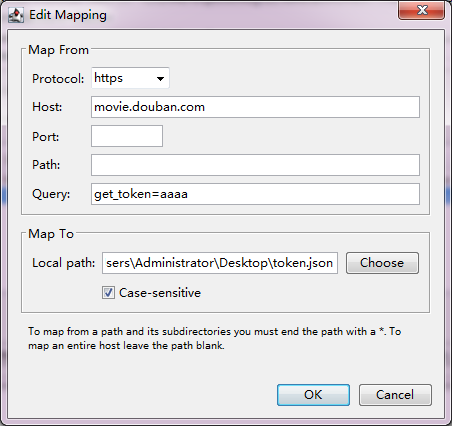 Edit Mapping
Map From
Protocol: https
Host: movie.douban.com
Port:
Path:
Query: get_token=aaaa
Map To
Local path: sers\Administrator\Desktop\token.json Choose
Case-sensitive
To map from a path and its subdirectories you must end the path with a *. To
map an entire host leave the path blank.
OK Cancel